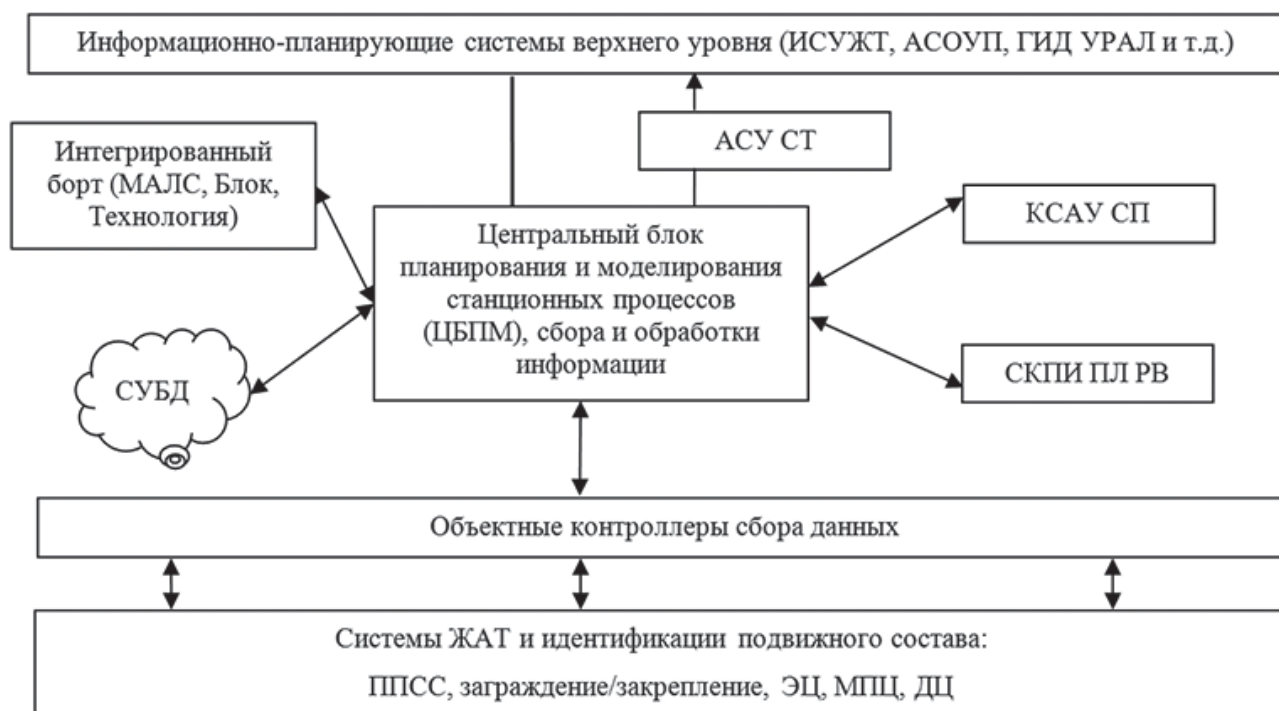 Информационно-планирующие системы верхнего уровня (ИСУЖТ, АСОУП, ГИД УРАЛ и т.д.)
АСУ СТ
Интегрированный
борт (МАЛС, Блок,
Технология)
КСАУ СП
Центральный блок
планирования и моделирования
станционных процессов
(ЦБПМ), сбора и обработки
информации
СУБД
СКПИ ПЛ РВ
Объектные контроллеры сбора данных
Системы ЖАТ и идентификации подвижного состава:
ППСС, заграждение/закрепление, ЭЦ, МПЦ, ДЦ